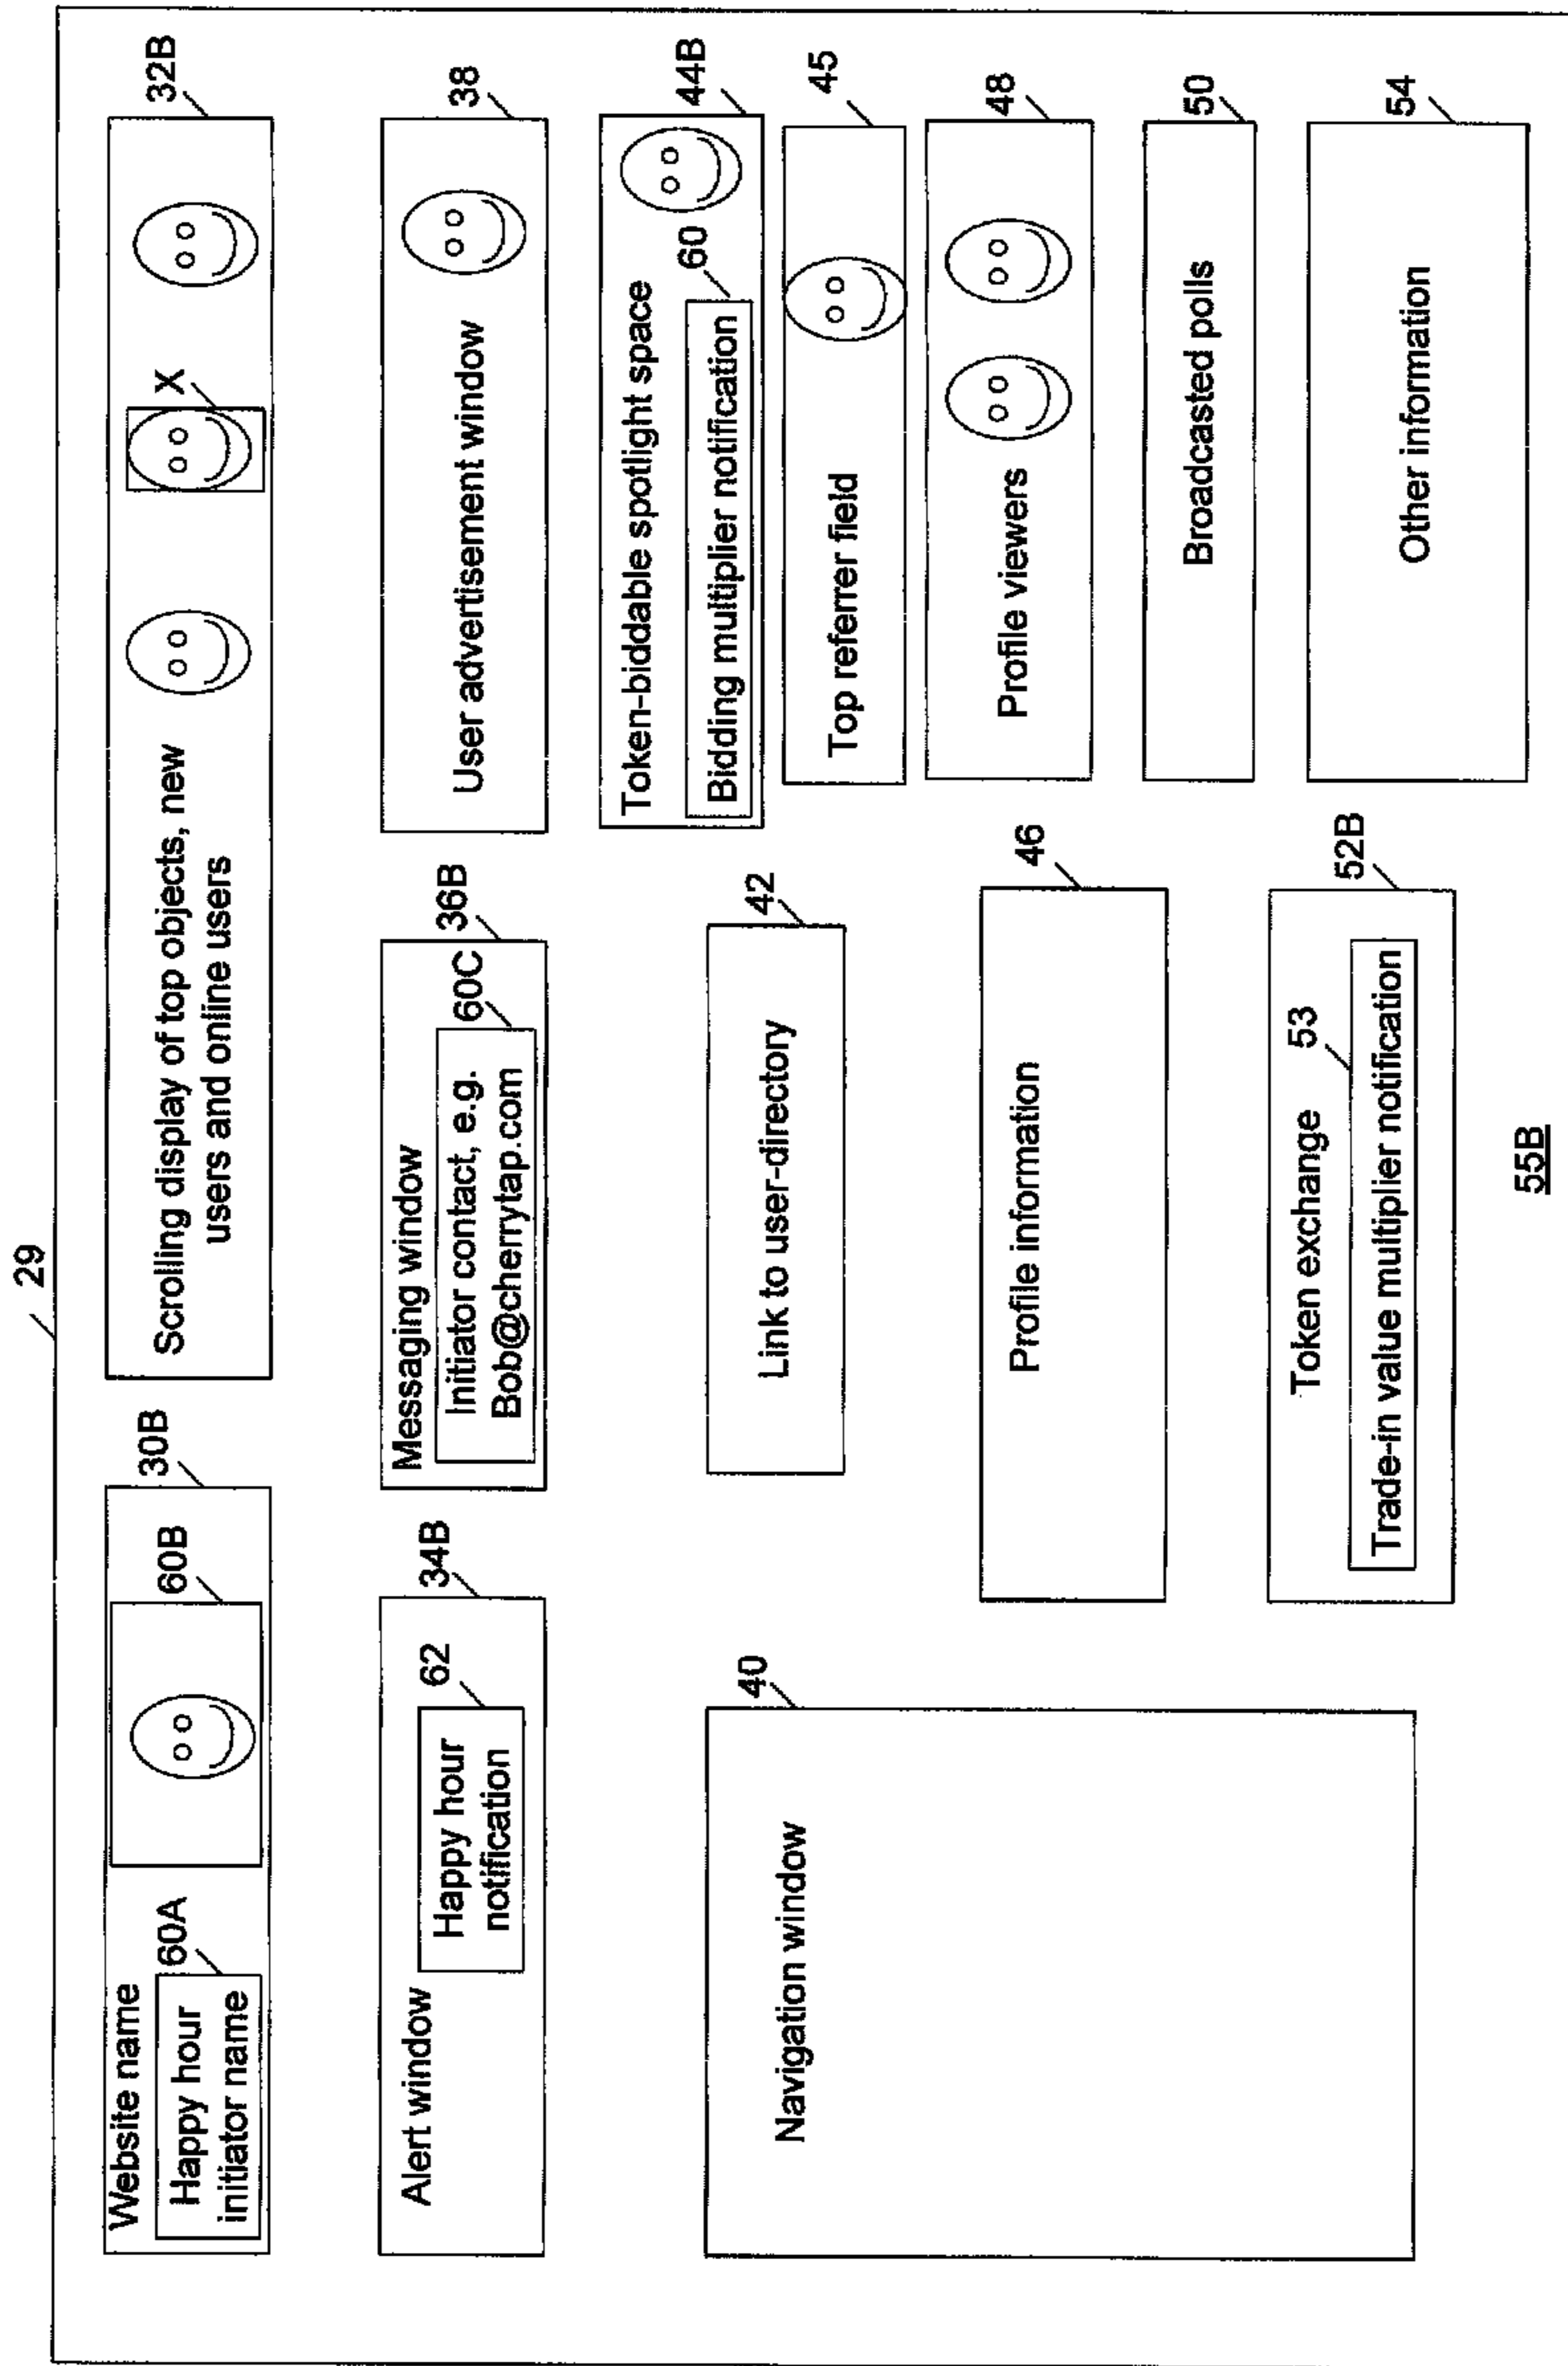 29
30B
Website name
60A
Happy hour
initiator name
60B
32B
Scrolling display of top objects, new
users and online users
X
34B
Alert window
62
Happy hour
notification
36B
Messaging window
60C
Initiator contact, e.g.
Bob@cherrytap.com
38
User advertisement window
40
Navigation window
42
Link to user-directory
44B
Token-biddable spotlight space
60
Bidding multiplier notification
45
Top referrer field
46
Profile information
48
Profile viewers
50
Broadcasted polls
52B
Token exchange
53
Trade-in value multiplier notification
54
Other information
55B